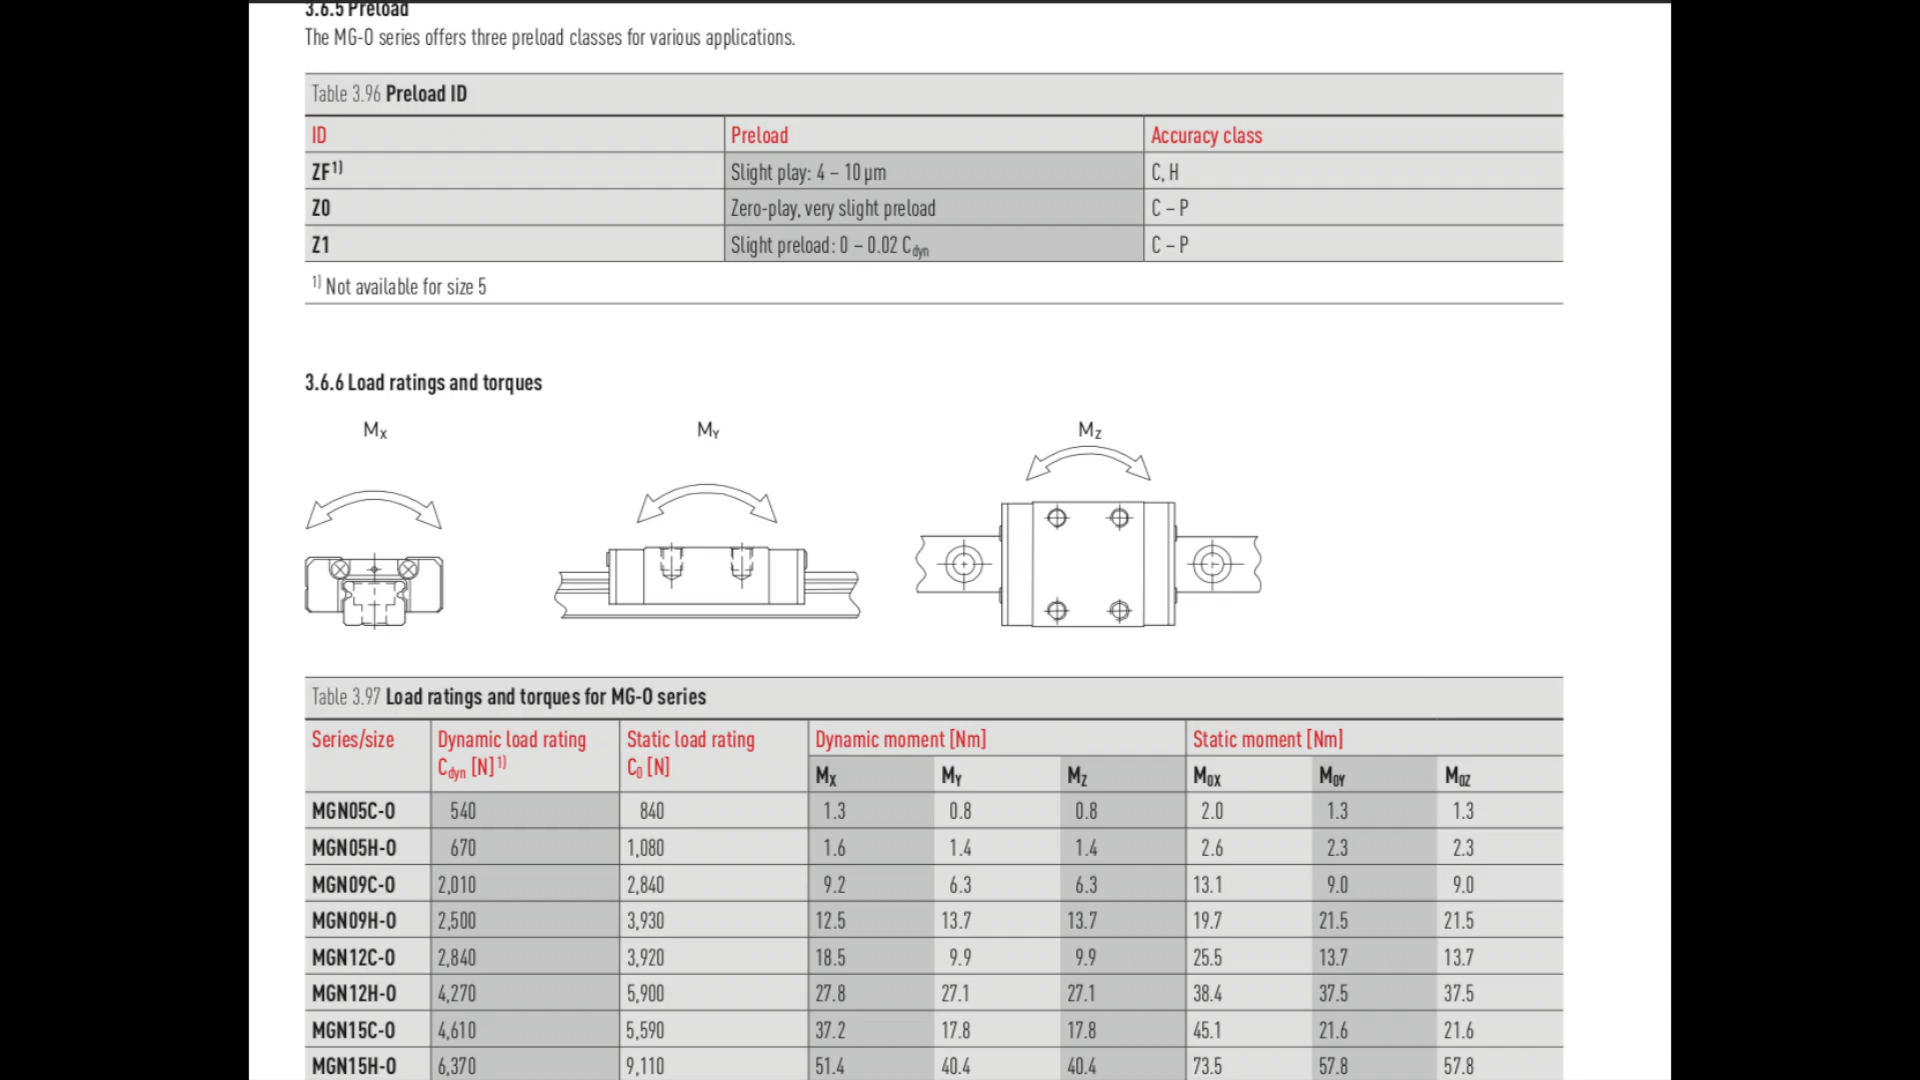 3.6.5 Preload
The MG-O series offers three preload classes for various applications.
Table 3.96 Preload ID
ID Preload Accuracy class
ZF1) Slight play: 4 – 10 µm C, H
Z0 Zero-play, very slight preload C – P
Z1 Slight preload: 0 – 0.02 Cdyn C – P
1) Not available for size 5
3.6.6 Load ratings and torques
MX MY MZ
Table 3.97 Load ratings and torques for MG-O series
Series/size Dynamic load rating Static load rating Dynamic moment [Nm] Static moment [Nm]
Cdyn [N]1) C0 [N] MX MY MZ M0X M0Y M0Z
MGN05C-O 540 840 1.3 0.8 0.8 2.0 1.3 1.3
MGN05H-O 670 1,080 1.6 1.4 1.4 2.6 2.3 2.3
MGN09C-O 2,010 2,840 9.2 6.3 6.3 13.1 9.0 9.0
MGN09H-O 2,500 3,930 12.5 13.7 13.7 19.7 21.5 21.5
MGN12C-O 2,840 3,920 18.5 9.9 9.9 25.5 13.7 13.7
MGN12H-O 4,270 5,900 27.8 27.1 27.1 38.4 37.5 37.5
MGN15C-O 4,610 5,590 37.2 17.8 17.8 45.1 21.6 21.6
MGN15H-O 6,370 9,110 51.4 40.4 40.4 73.5 57.8 57.8